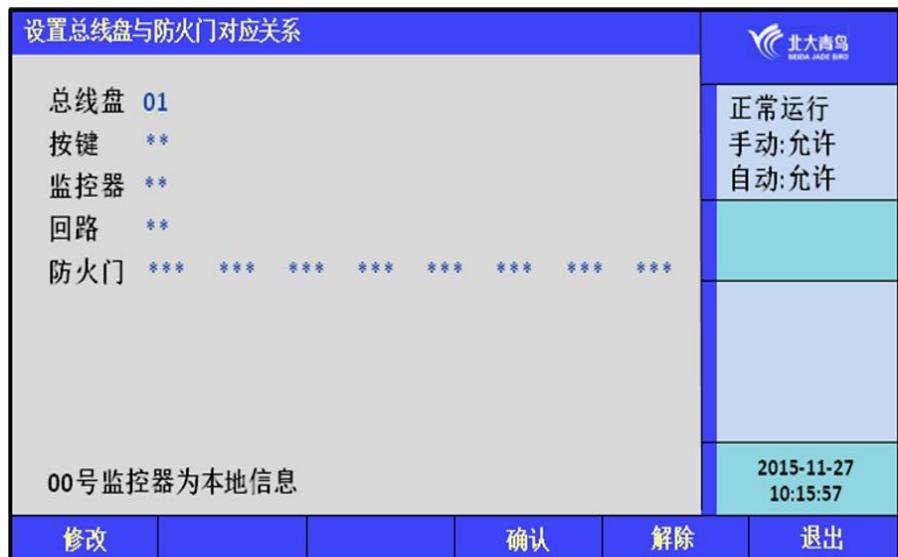 设置总线盘与防火门对应关系
北大青鸟
BEIDA JADE BIRD
总线盘 01
按键 **
监控器 **
回路 **
防火门 *** *** *** *** *** *** *** ***
00号监控器为本地信息
正常运行
手动:允许
自动:允许
2015-11-27
10:15:57
修改 确认 解除 退出